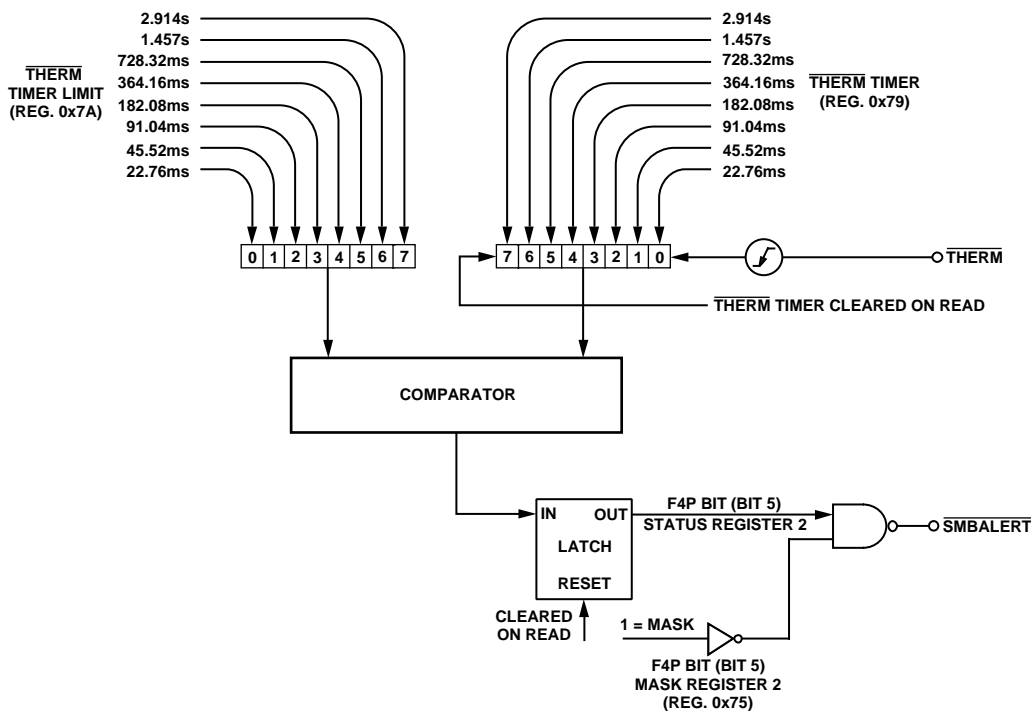 2.914s
1.457s
728.32ms
364.16ms
182.08ms
91.04ms
45.52ms
22.76ms
THERM
TIMER LIMIT
(REG. 0x7A)
2.914s
1.457s
728.32ms
364.16ms
182.08ms
91.04ms
45.52ms
22.76ms
THERM TIMER
(REG. 0x79)
0 1 2 3 4 5 6 7
7 6 5 4 3 2 1 0
THERM
THERM TIMER CLEARED ON READ
COMPARATOR
IN OUT
LATCH
RESET
F4P BIT (BIT 5)
STATUS REGISTER 2
SMBALERT
CLEARED
ON READ
1 = MASK
F4P BIT (BIT 5)
MASK REGISTER 2
(REG. 0x75)